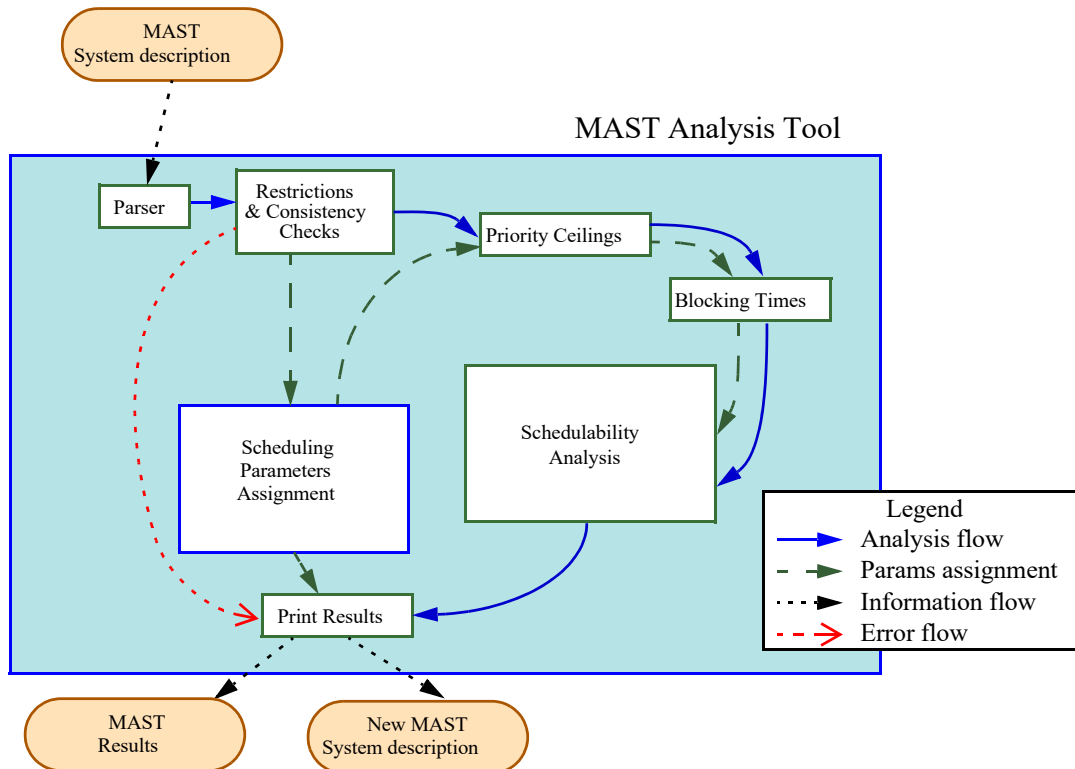 MAST
System description
MAST Analysis Tool
Parser
Restrictions
& Consistency
Checks
Priority Ceilings
Blocking Times
Scheduling
Parameters
Assignment
Schedulability
Analysis
Print Results
Legend
Analysis flow
Params assignment
Information flow
Error flow
MAST
Results
New MAST
System description